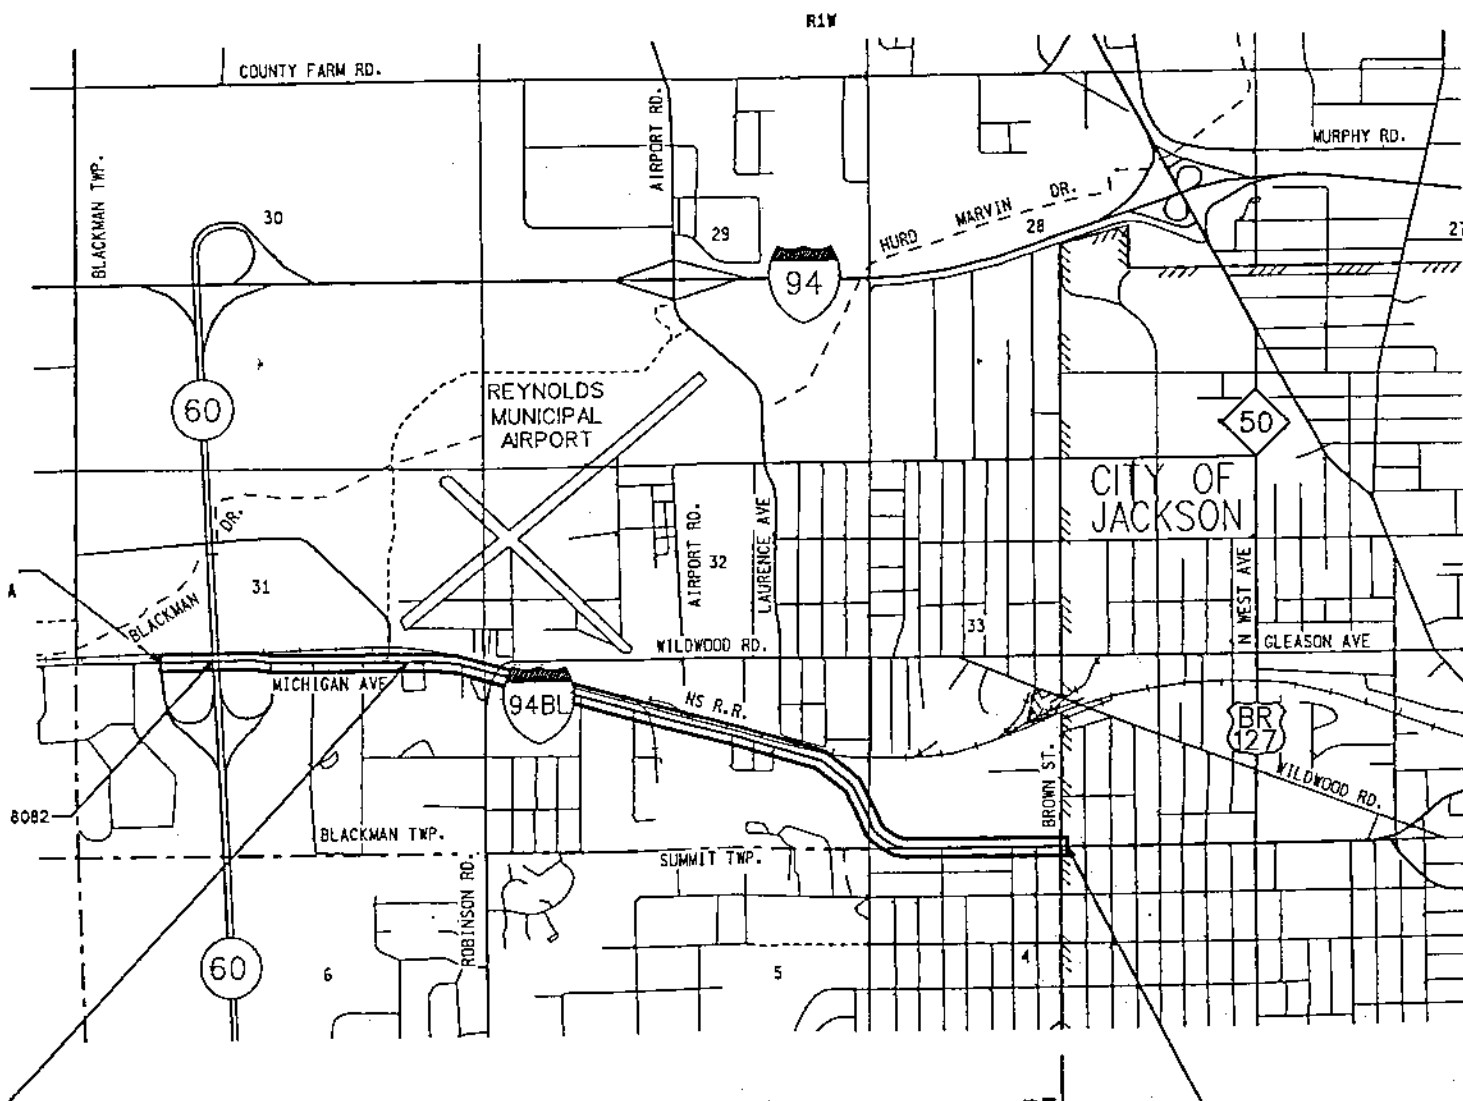 R1W
COUNTY FARM RD.
AIRPORT RD.
MURPHY RD.
BLACKMAN TWP.
30
29
HURD MARVIN DR.
28
27
94
60
REYNOLDS
MUNICIPAL
AIRPORT
50
CITY OF
JACKSON
DR.
BLACKMAN
31
A
AIRPORT RD.
32
LAURENCE AVE
33
N WEST AVE
GLEASON AVE
WILDWOOD RD.
MICHIGAN AVE
94BL
NS R.R.
BR
127
WILDWOOD RD.
BROWN ST.
8082
BLACKMAN TWP.
SUMMIT TWP.
ROBINSON RD.
60
6
5
4